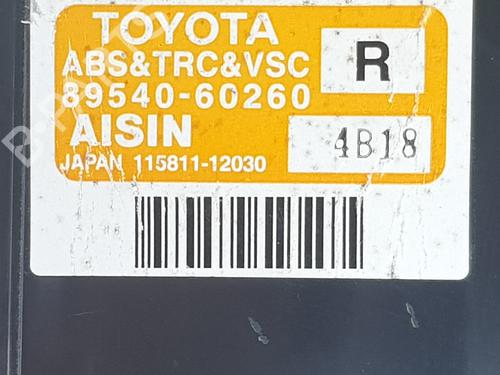 TOYOTA
ABS&TRC&VSC
R
89540-60260
AISIN
4B18
JAPAN 115811-12030